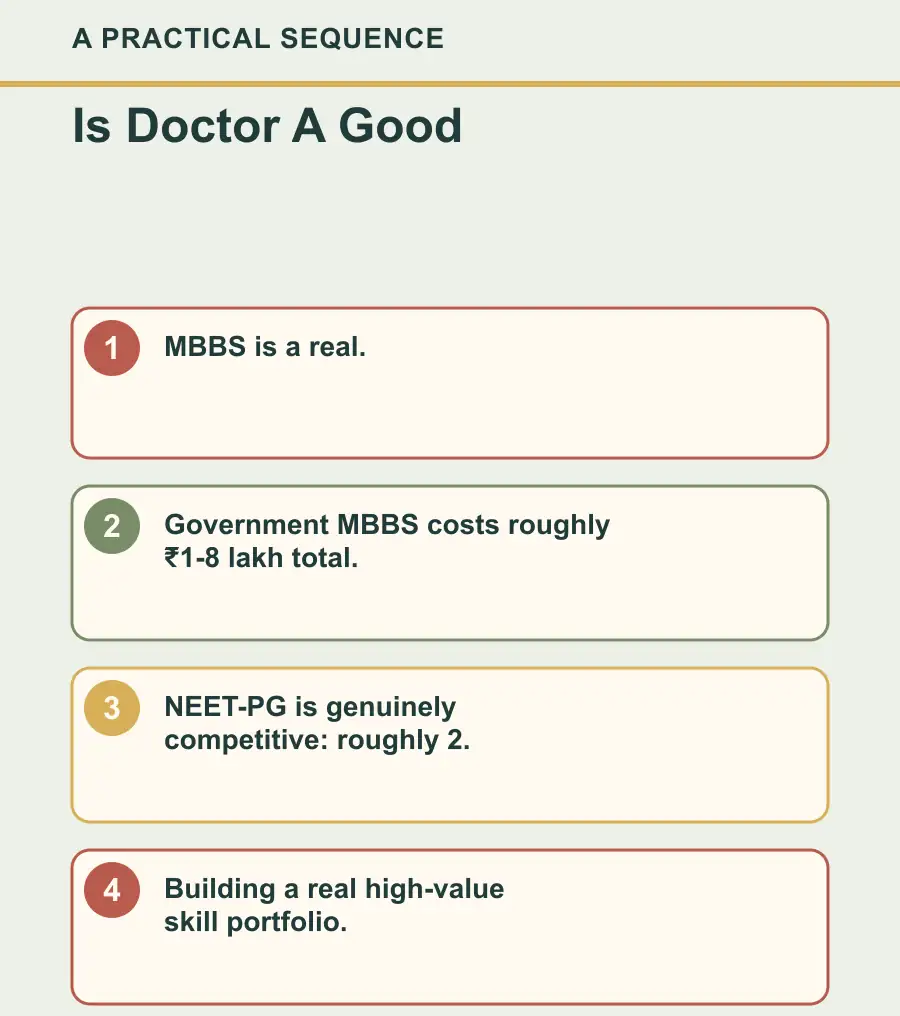 A PRACTICAL SEQUENCE
Is Doctor A Good
1
MBBS is a real.
2
Government MBBS costs roughly
₹1-8 lakh total.
3
NEET-PG is genuinely
competitive: roughly 2.
4
Building a real high-value
skill portfolio.